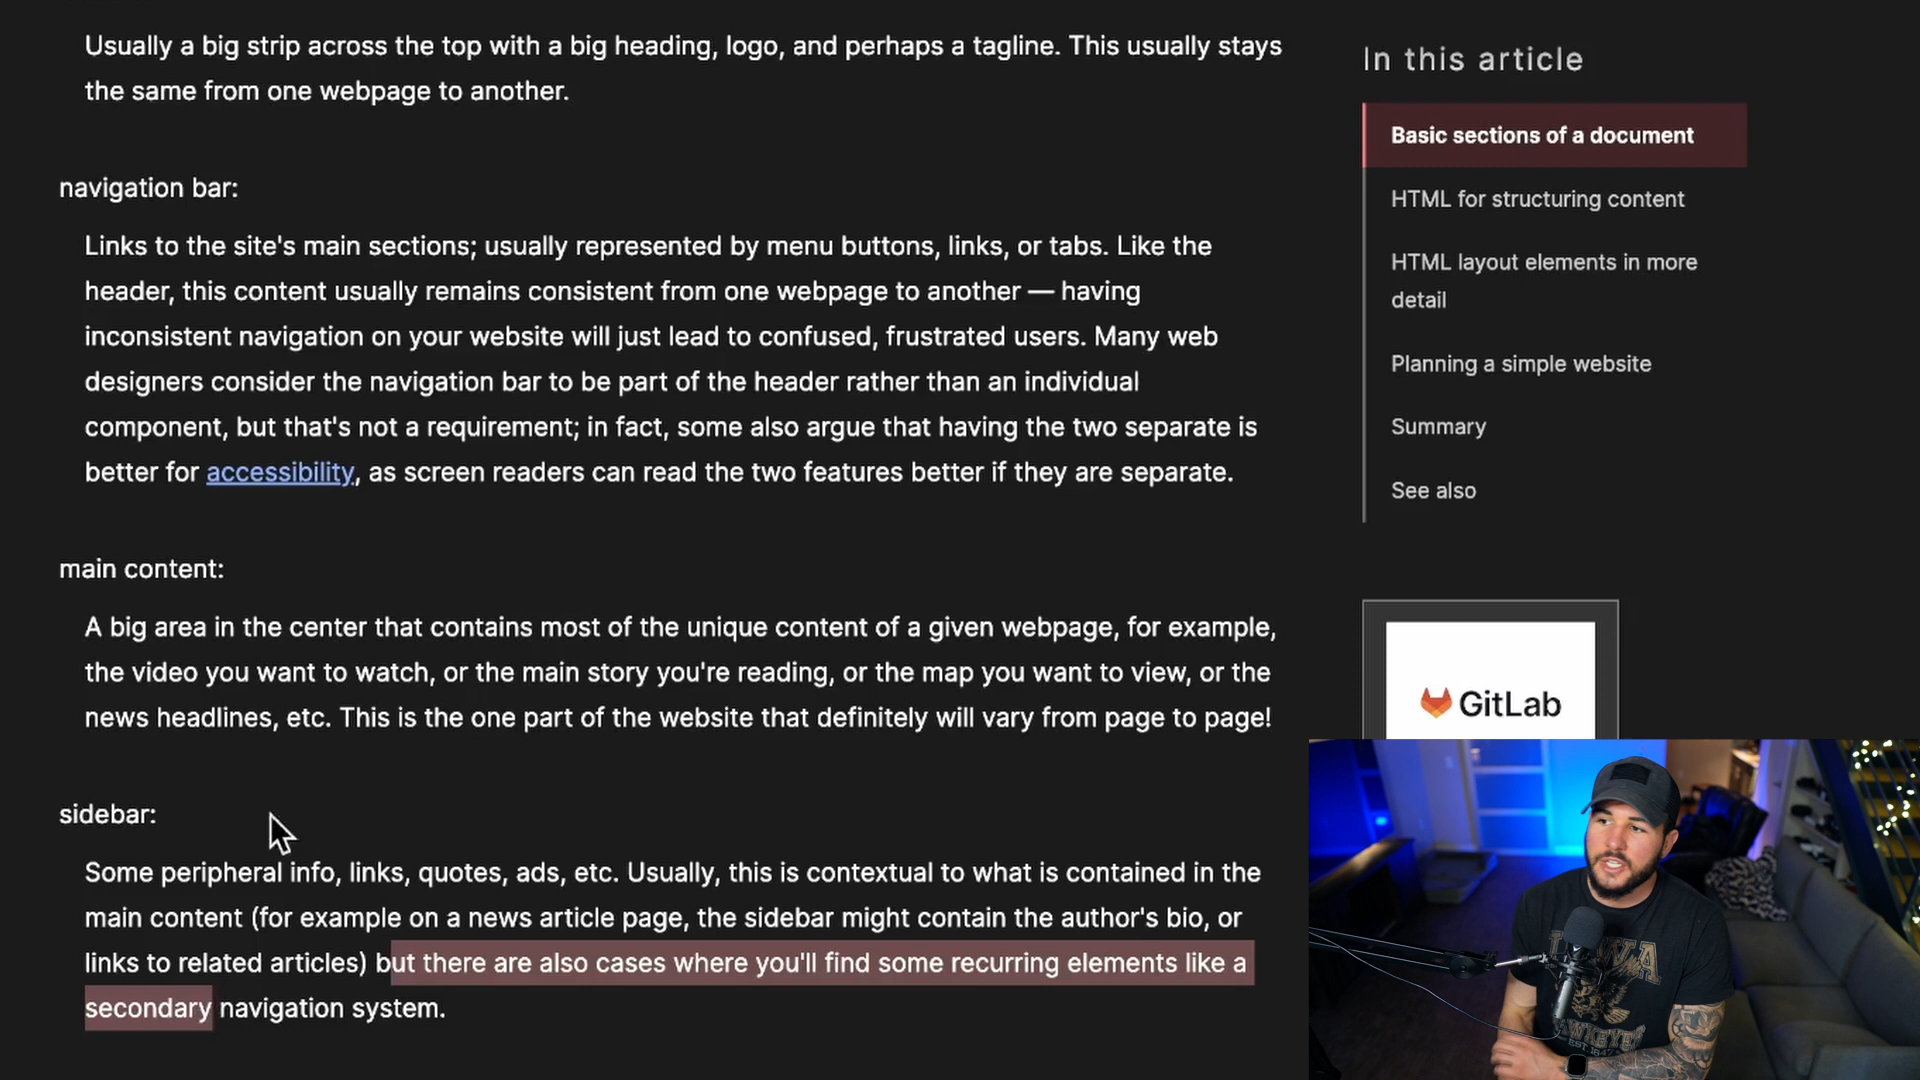 Usually a big strip across the top with a big heading, logo, and perhaps a tagline. This usually stays
the same from one webpage to another.
navigation bar:
Links to the site's main sections; usually represented by menu buttons, links, or tabs. Like the
header, this content usually remains consistent from one webpage to another — having
inconsistent navigation on your website will just lead to confused, frustrated users. Many web
designers consider the navigation bar to be part of the header rather than an individual
component, but that's not a requirement; in fact, some also argue that having the two separate is
better for accessibility, as screen readers can read the two features better if they are separate.
main content:
A big area in the center that contains most of the unique content of a given webpage, for example,
the video you want to watch, or the main story you're reading, or the map you want to view, or the
news headlines, etc. This is the one part of the website that definitely will vary from page to page!
sidebar:
Some peripheral info, links, quotes, ads, etc. Usually, this is contextual to what is contained in the
main content (for example on a news article page, the sidebar might contain the author's bio, or
links to related articles) but there are also cases where you'll find some recurring elements like a
secondary navigation system.
In this article
Basic sections of a document
HTML for structuring content
HTML layout elements in more
detail
Planning a simple website
Summary
See also
GitLab